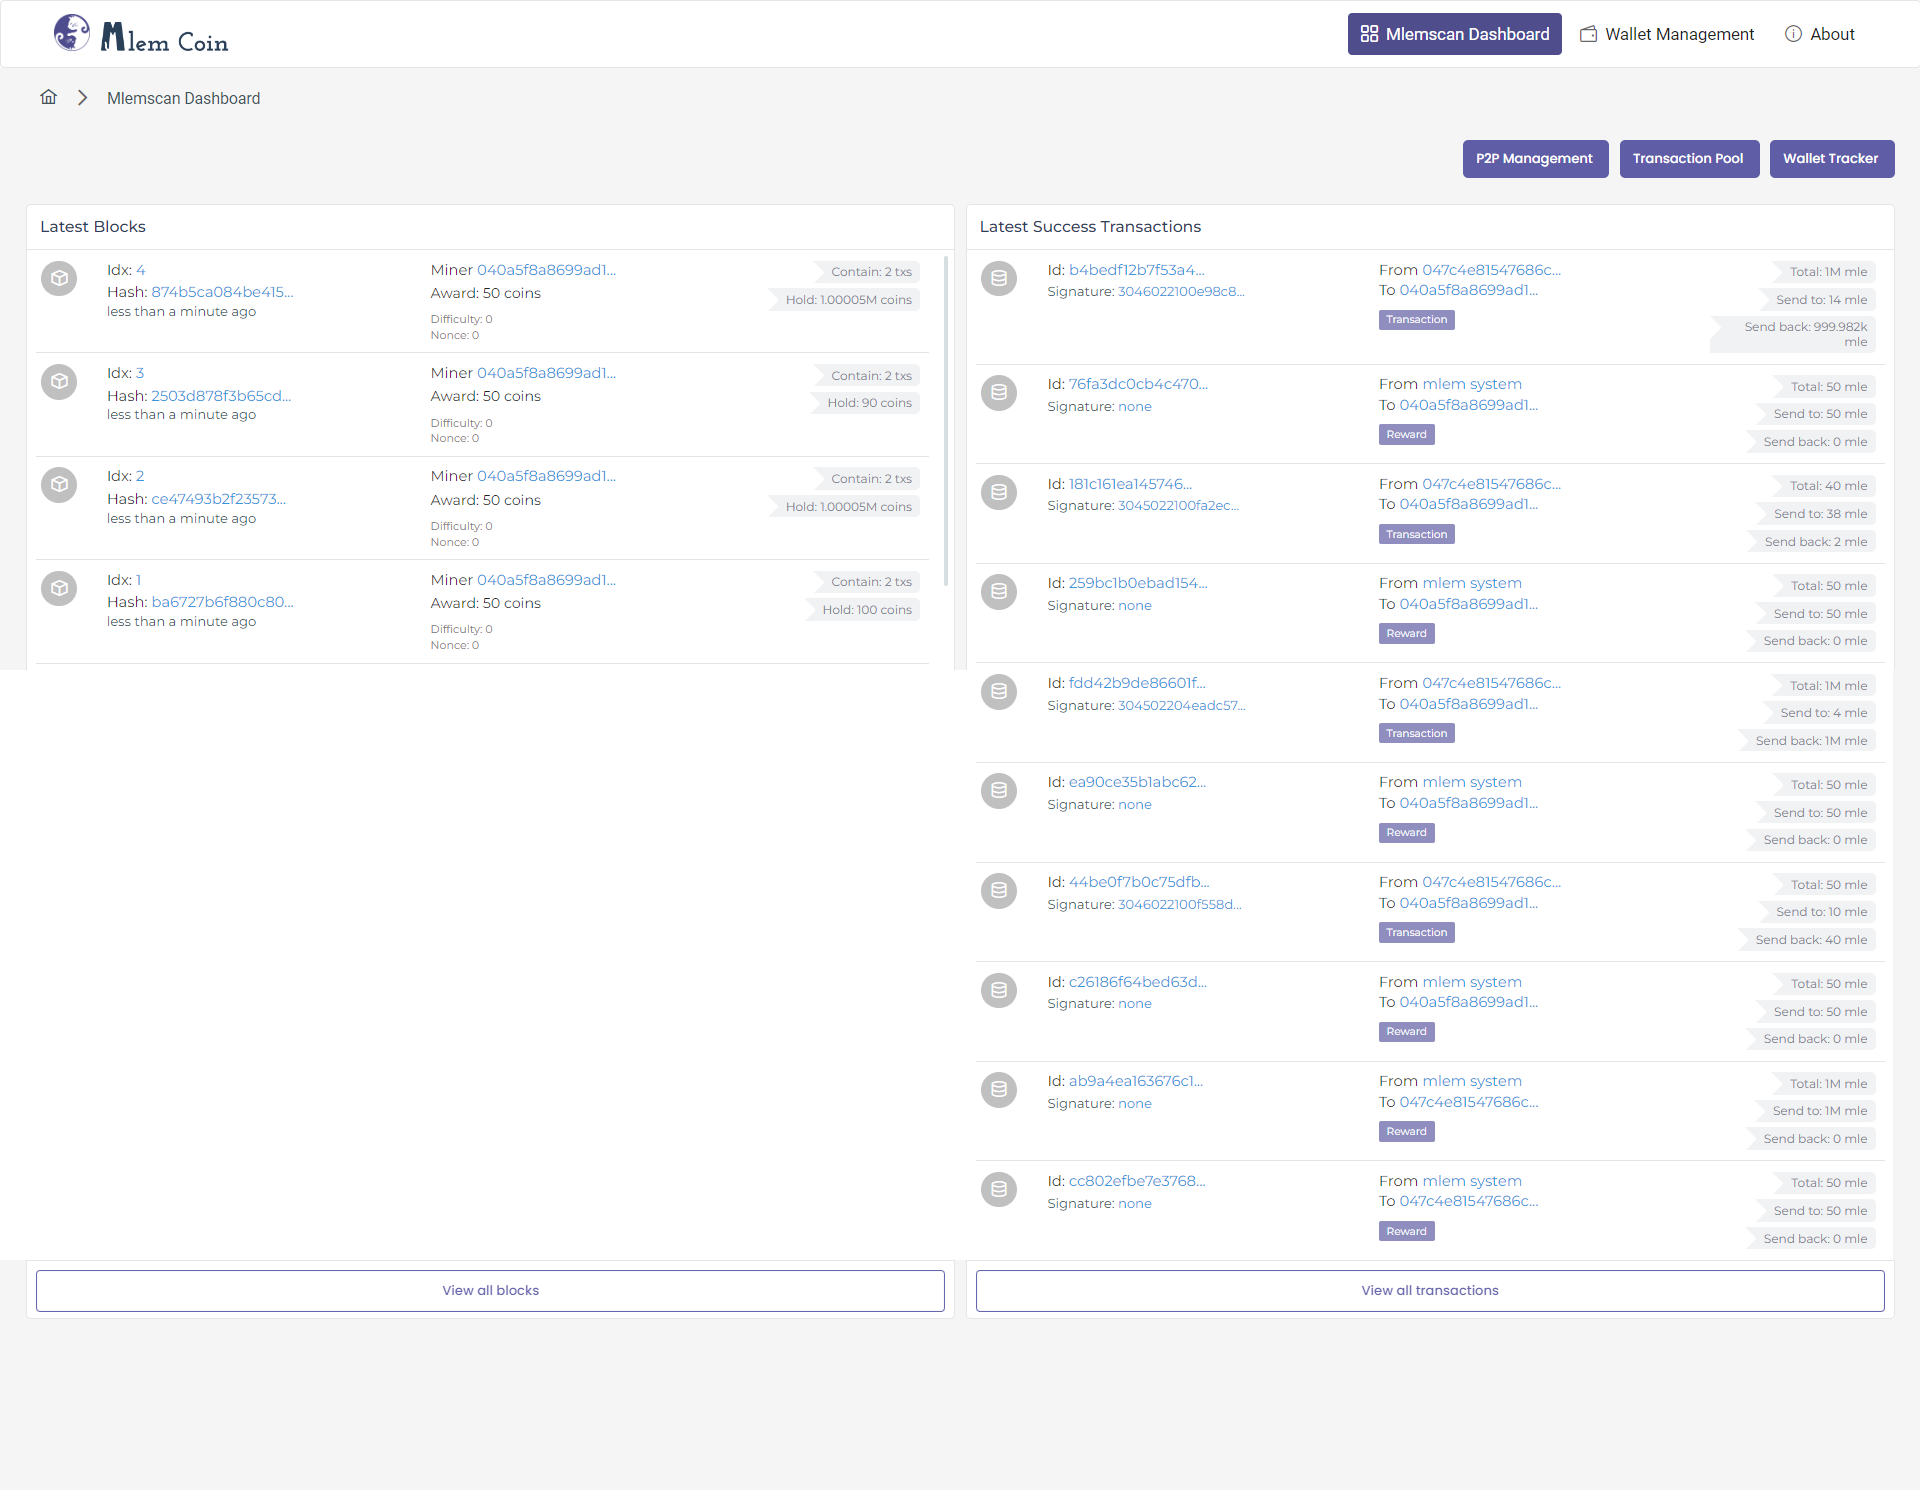 Mlem Coin
Mlemscan Dashboard
Wallet Management
About
Mlemscan Dashboard
P2P Management
Transaction Pool
Wallet Tracker
Latest Blocks
Idx: 4
Hash: 874b5ca084be415...
less than a minute ago
Miner 040a5f8a8699ad1...
Award: 50 coins
Difficulty: 0
Nonce: 0
Contain: 2 txs
Hold: 1.00005M coins
Idx: 3
Hash: 2503d878f3b65cd...
less than a minute ago
Miner 040a5f8a8699ad1...
Award: 50 coins
Difficulty: 0
Nonce: 0
Contain: 2 txs
Hold: 90 coins
Idx: 2
Hash: ce47493b2f23573...
less than a minute ago
Miner 040a5f8a8699ad1...
Award: 50 coins
Difficulty: 0
Nonce: 0
Contain: 2 txs
Hold: 1.00005M coins
Idx: 1
Hash: ba6727b6f880c80...
less than a minute ago
Miner 040a5f8a8699ad1...
Award: 50 coins
Difficulty: 0
Nonce: 0
Contain: 2 txs
Hold: 100 coins
View all blocks
Latest Success Transactions
Id: b4bedf12b7f53a4...
Signature: 3046022100e98c8...
From 047c4e81547686c...
To 040a5f8a8699ad1...
Transaction
Total: 1M mle
Send to: 14 mle
Send back: 999.982k
mle
Id: 76fa3dc0cb4c470...
Signature: none
From mlem system
To 040a5f8a8699ad1...
Reward
Total: 50 mle
Send to: 50 mle
Send back: 0 mle
Id: 181c161ea145746...
Signature: 3045022100fa2ec...
From 047c4e81547686c...
To 040a5f8a8699ad1...
Transaction
Total: 40 mle
Send to: 38 mle
Send back: 2 mle
Id: 259bc1b0ebad154...
Signature: none
From mlem system
To 040a5f8a8699ad1...
Reward
Total: 50 mle
Send to: 50 mle
Send back: 0 mle
Id: fdd42b9de86601f...
Signature: 304502204eadc57...
From 047c4e81547686c...
To 040a5f8a8699ad1...
Transaction
Total: 1M mle
Send to: 4 mle
Send back: 1M mle
Id: ea90ce35b1abc62...
Signature: none
From mlem system
To 040a5f8a8699ad1...
Reward
Total: 50 mle
Send to: 50 mle
Send back: 0 mle
Id: 44be0f7b0c75dfb...
Signature: 3046022100f558d...
From 047c4e81547686c...
To 040a5f8a8699ad1...
Transaction
Total: 50 mle
Send to: 10 mle
Send back: 40 mle
Id: c26186f64bed63d...
Signature: none
From mlem system
To 040a5f8a8699ad1...
Reward
Total: 50 mle
Send to: 50 mle
Send back: 0 mle
Id: ab9a4ea163676c1...
Signature: none
From mlem system
To 047c4e81547686c...
Reward
Total: 1M mle
Send to: 1M mle
Send back: 0 mle
Id: cc802efbe7e3768...
Signature: none
From mlem system
To 047c4e81547686c...
Reward
Total: 50 mle
Send to: 50 mle
Send back: 0 mle
View all transactions